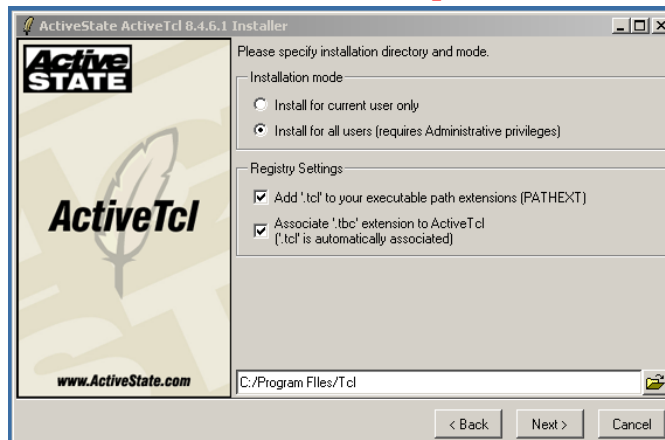 ActiveState ActiveTcl 8.4.6.1 Installer
Active
STATE
ActiveTcl
www.ActiveState.com
Please specify installation directory and mode.
Installation mode
Install for current user only
Install for all users (requires Administrative privileges)
Registry Settings
Add '.tcl' to your executable path extensions (PATHEXT)
Associate '.tbc' extension to ActiveTcl
('.tcl' is automatically associated)
C:/Program FIles/Tcl
< Back
Next >
Cancel